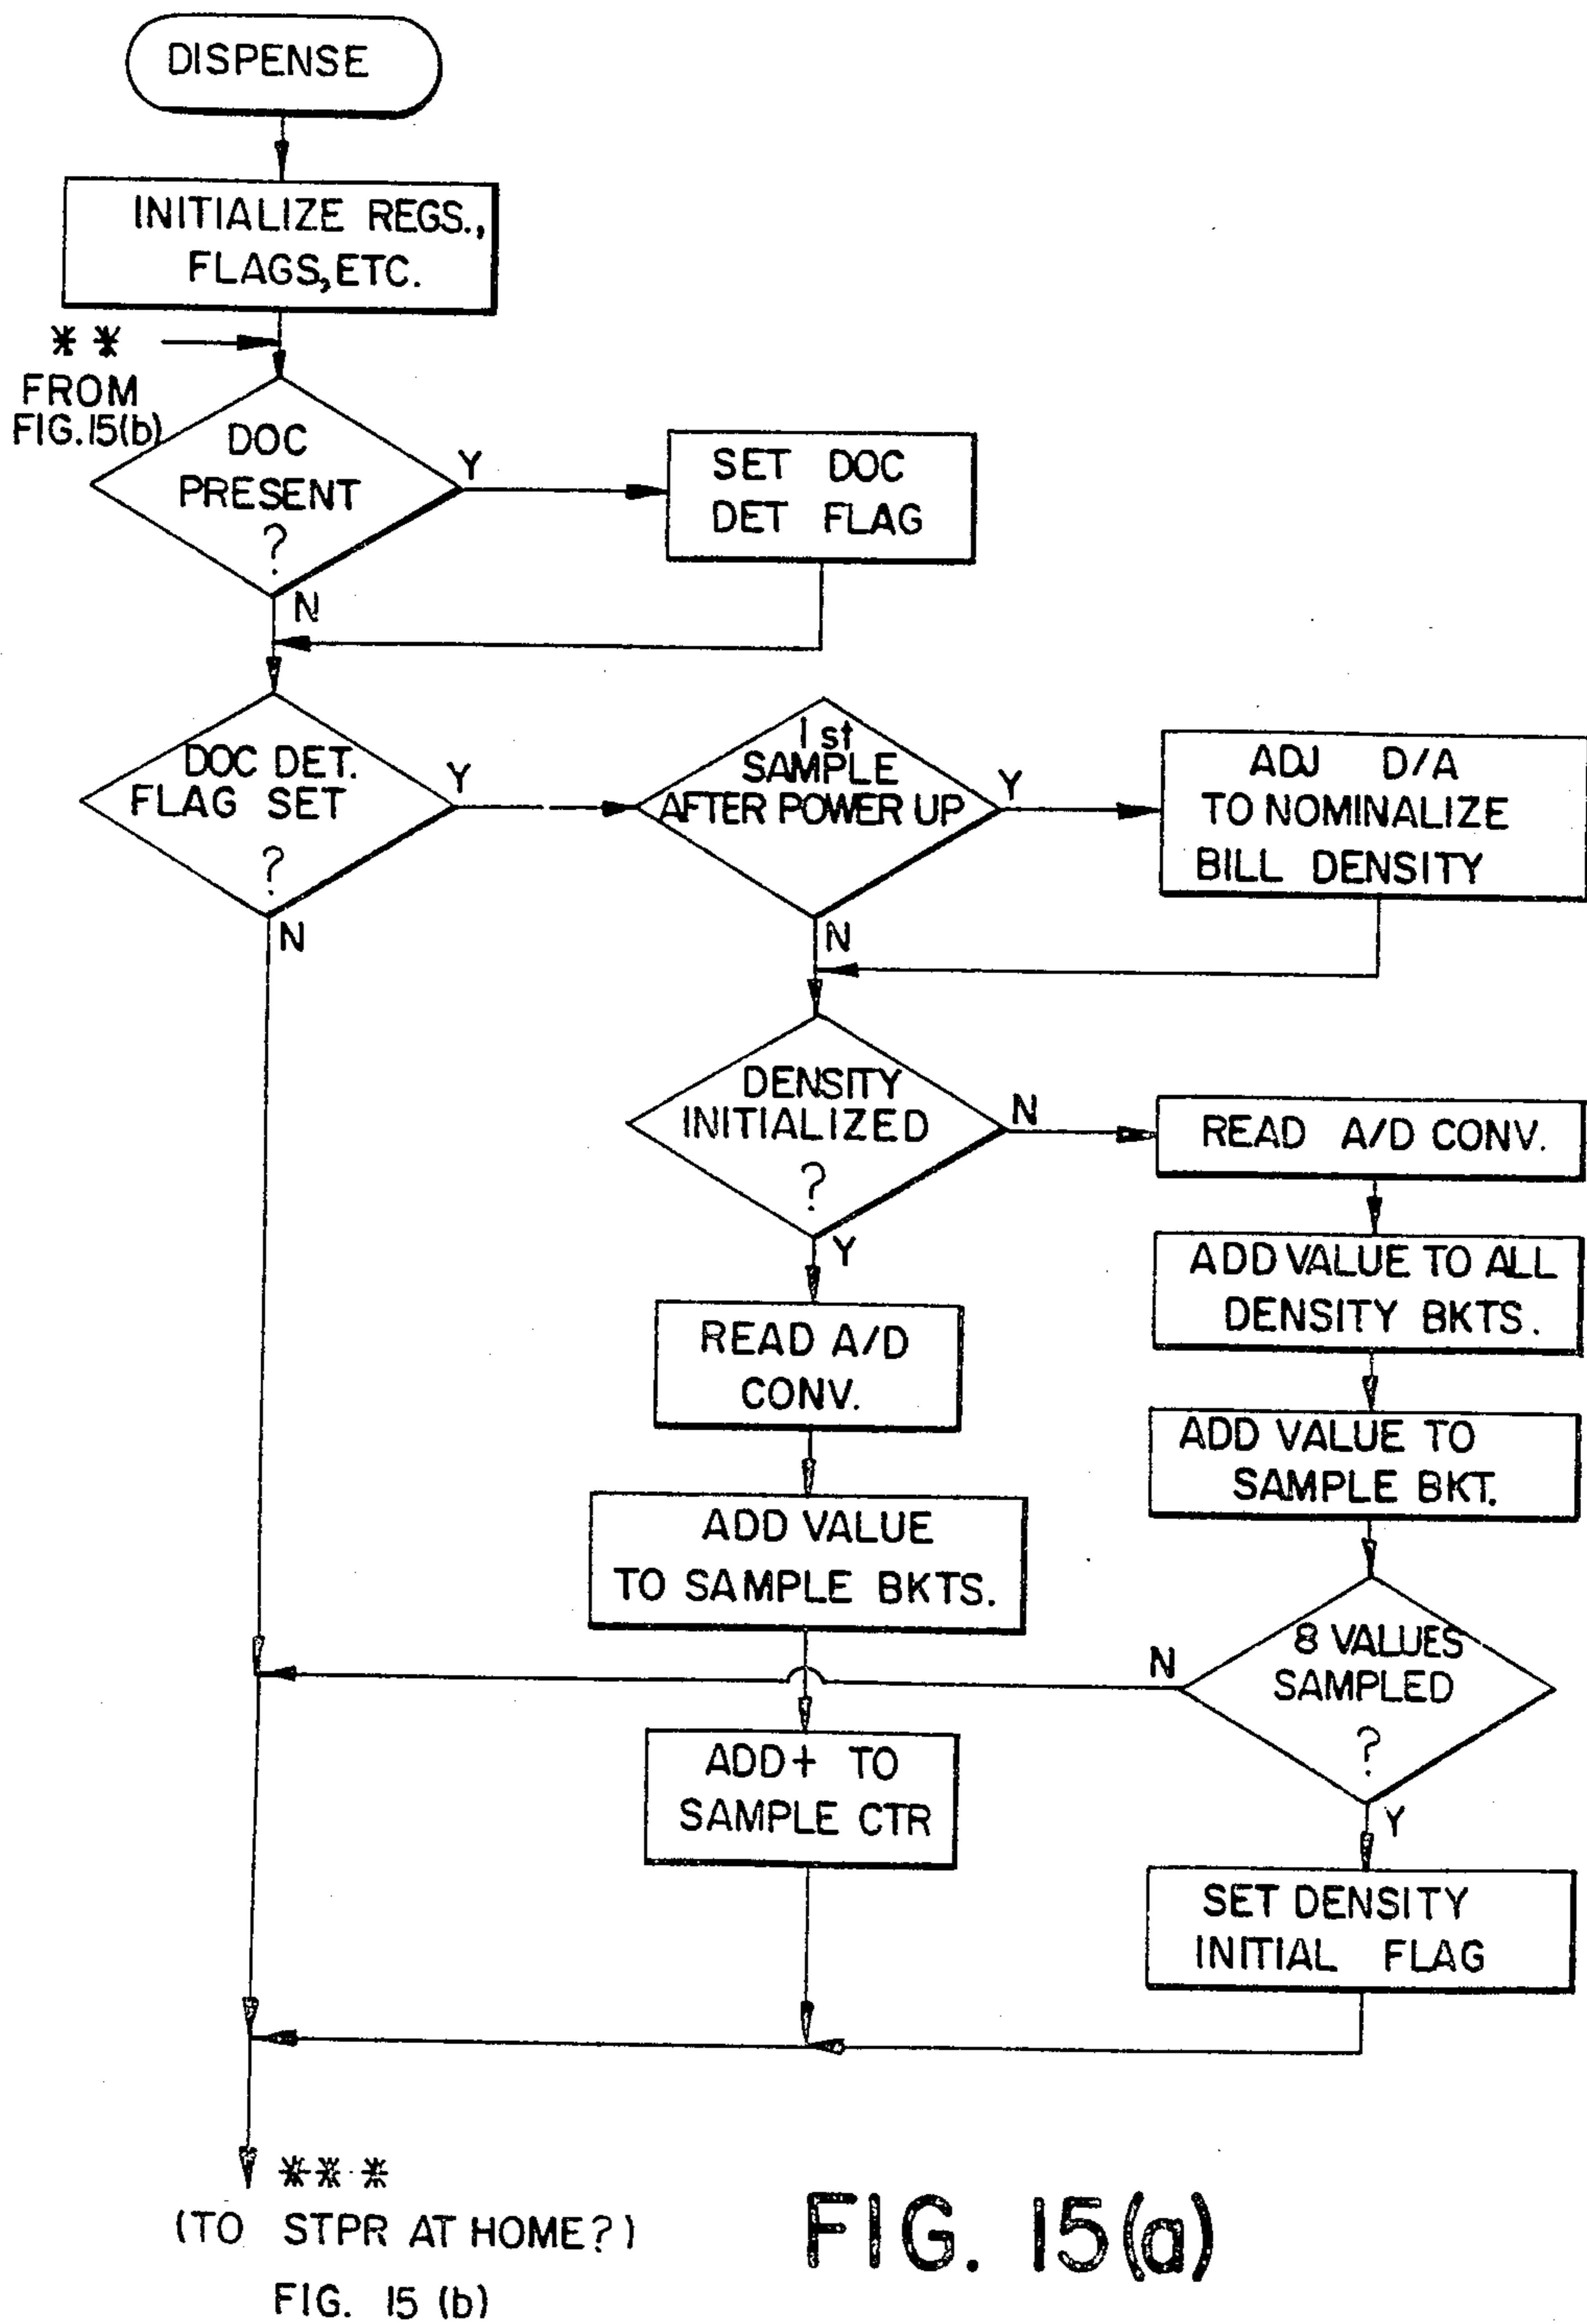 DISPENSE
INITIALIZE REGS.,
FLAGS, ETC.
* *
FROM
FIG. 15(b)
DOC
PRESENT
?
Y
N
SET DOC
DET FLAG
DOC DET.
FLAG SET
?
Y
N
1st
SAMPLE
AFTER POWER UP
Y
N
ADJ D/A
TO NOMINALIZE
BILL DENSITY
DENSITY
INITIALIZED
?
N
Y
READ A/D CONV.
ADD VALUE TO ALL
DENSITY BKTS.
READ A/D
CONV.
ADD VALUE TO
SAMPLE BKT.
ADD VALUE
TO SAMPLE BKTS.
8 VALUES
SAMPLED
?
N
Y
ADD + TO
SAMPLE CTR
SET DENSITY
INITIAL FLAG
* * *
(TO STPR AT HOME?)
FIG. 15 (b)
FIG. 15(a)